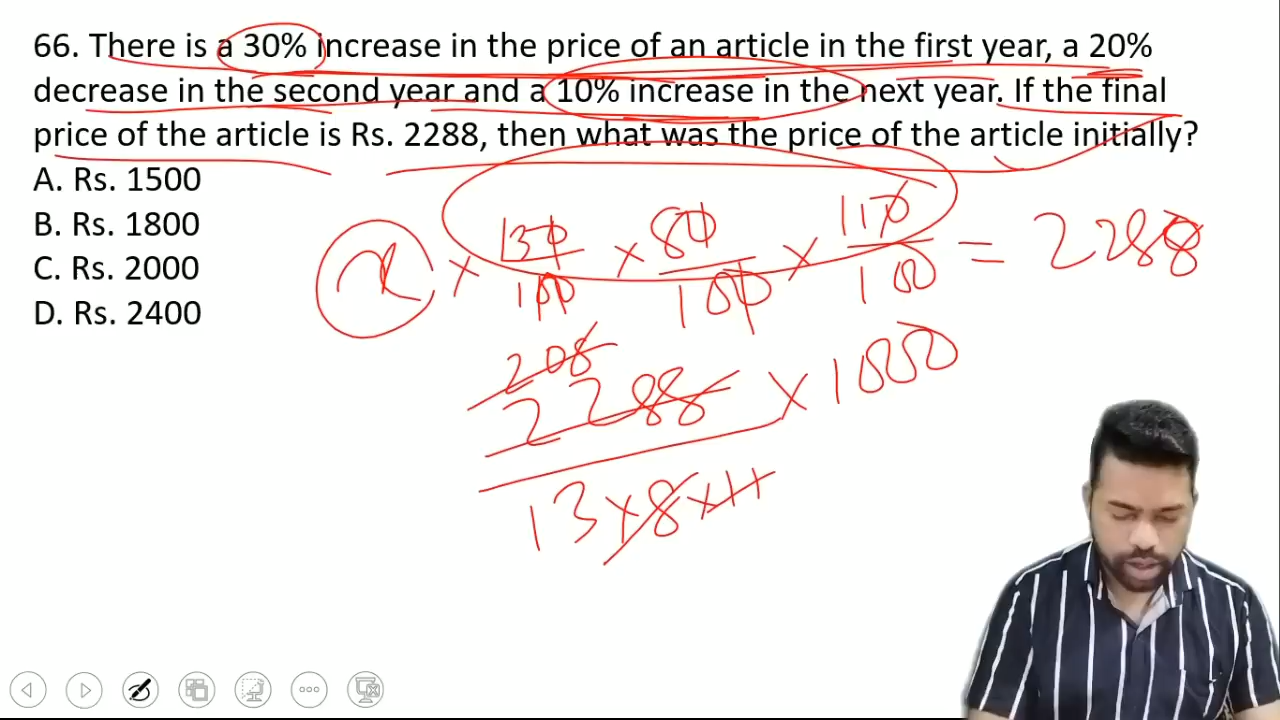 66. There is a 30% increase in the price of an article in the first year, a 20%
decrease in the second year and a 10% increase in the next year. If the final
price of the article is Rs. 2288, then what was the price of the article initially?
A. Rs. 1500
B. Rs. 1800
C. Rs. 2000
D. Rs. 2400
x × 130/100 × 80/100 × 110/100 = 2288
208
2288 × 1000
13×8×11